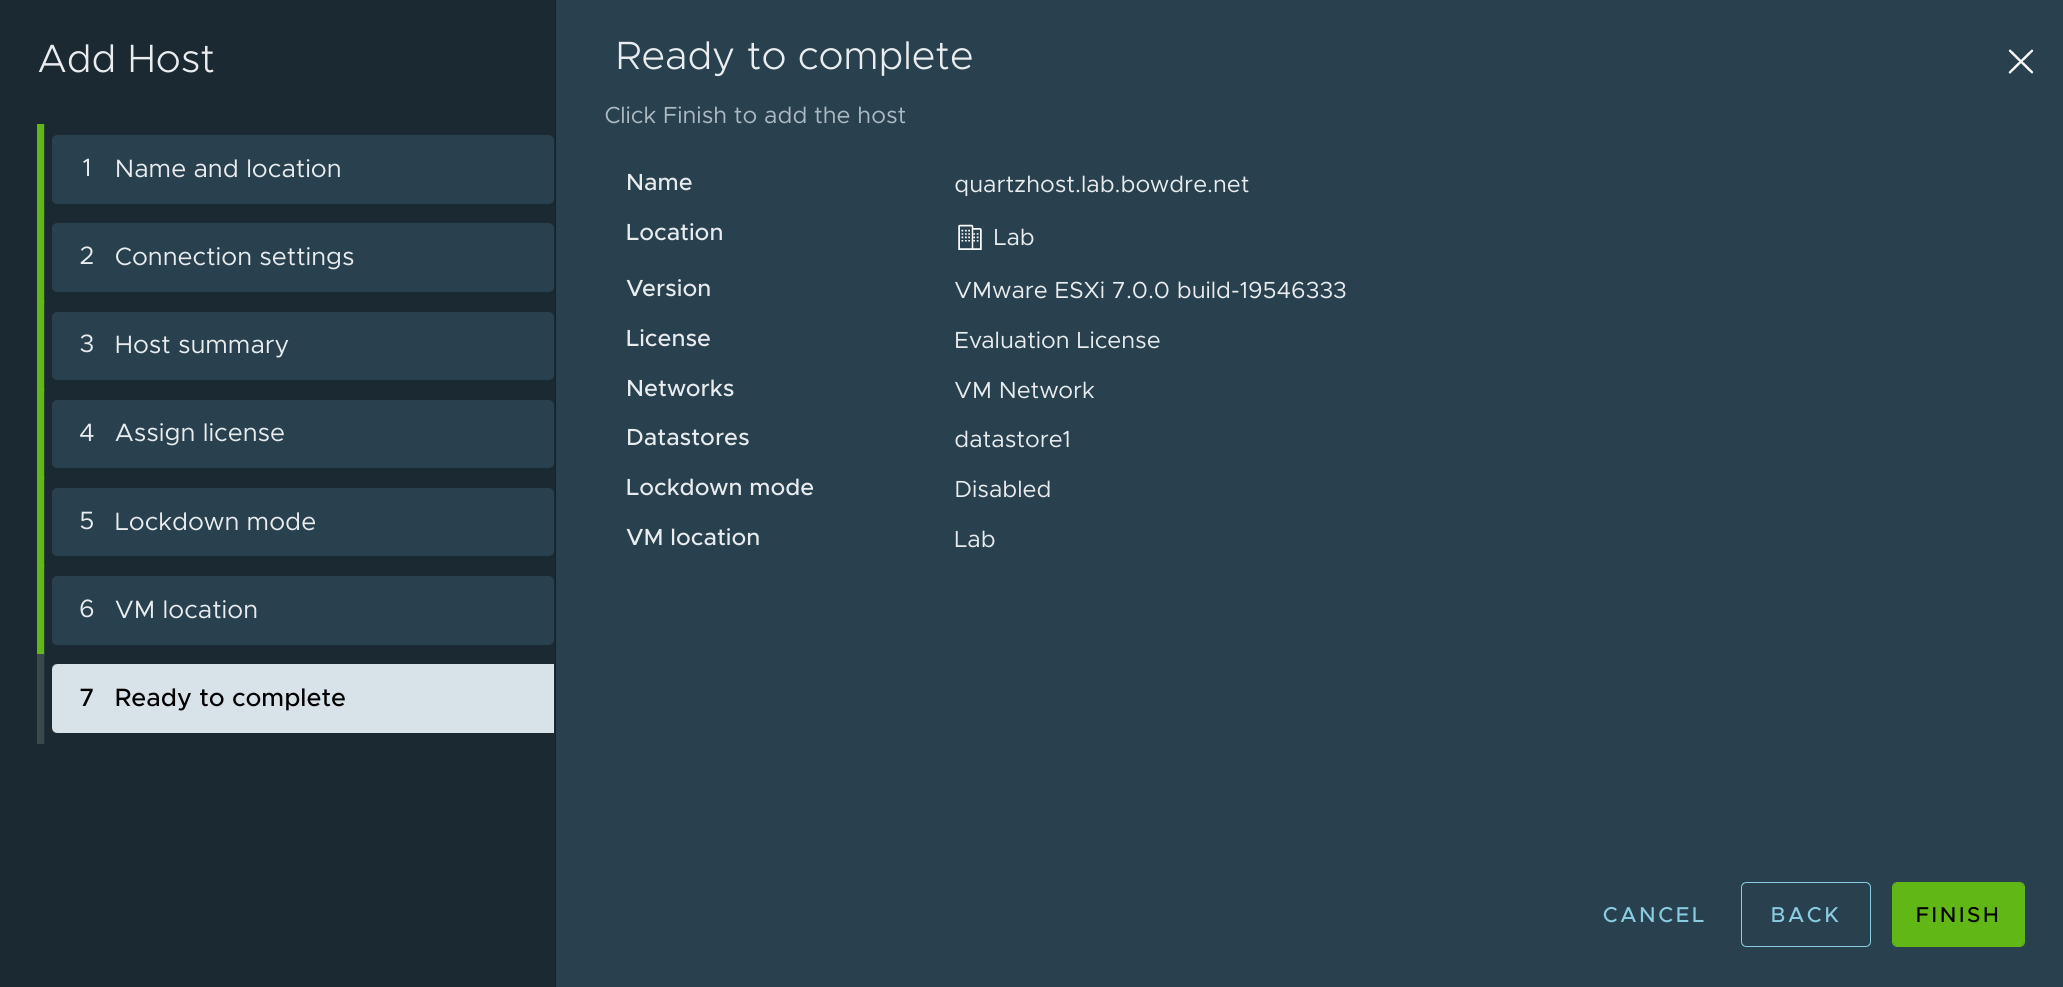 Add Host
1 Name and location
2 Connection settings
3 Host summary
4 Assign license
5 Lockdown mode
6 VM location
7 Ready to complete
Ready to complete
Click Finish to add the host
Name quartzhost.lab.bowdre.net
Location Lab
Version VMware ESXi 7.0.0 build-19546333
License Evaluation License
Networks VM Network
Datastores datastore1
Lockdown mode Disabled
VM location Lab
CANCEL BACK FINISH